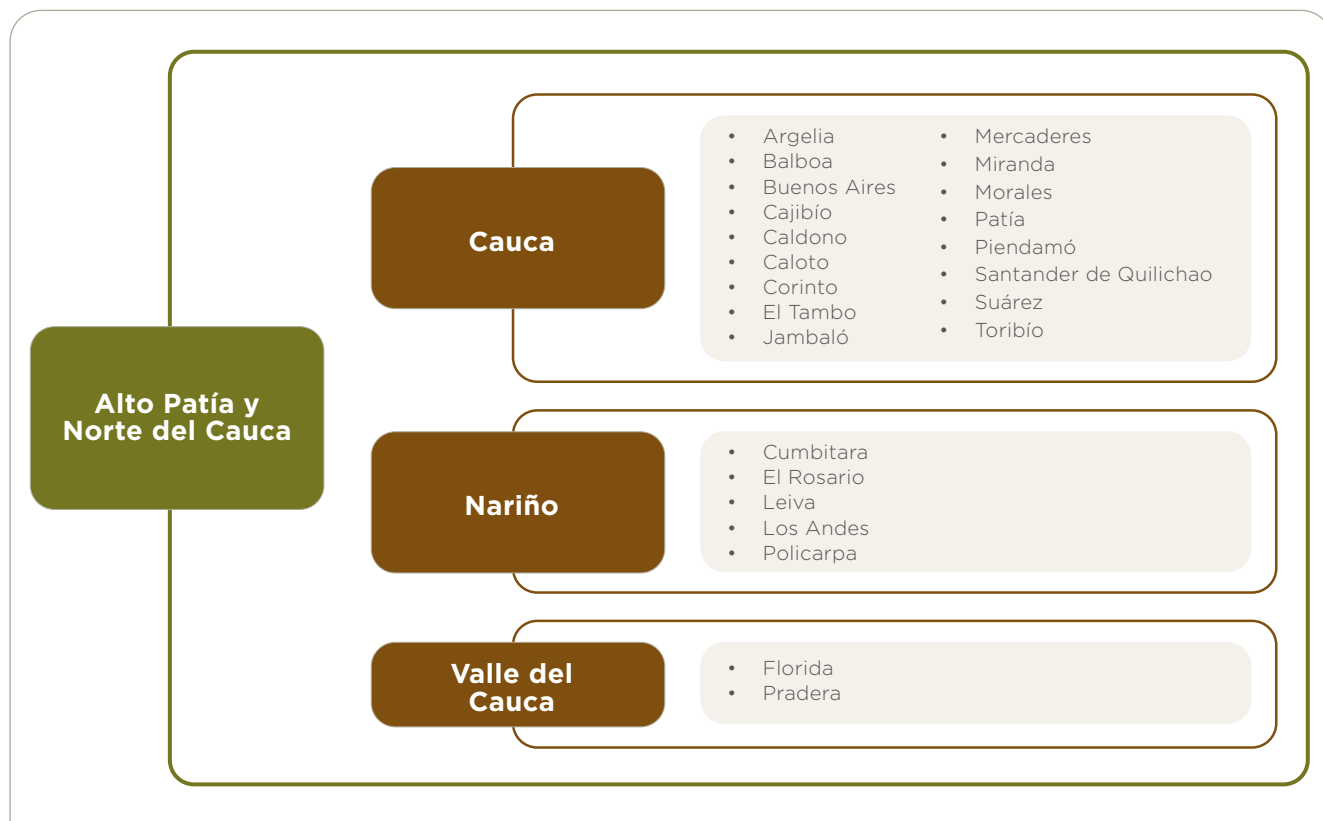 Alto Patía y
Norte del Cauca
Cauca
• Argelia
• Balboa
• Buenos Aires
• Cajibío
• Caldono
• Caloto
• Corinto
• El Tambo
• Jambaló
• Mercaderes
• Miranda
• Morales
• Patía
• Piendamó
• Santander de Quilichao
• Suárez
• Toribío
Nariño
• Cumbitara
• El Rosario
• Leiva
• Los Andes
• Policarpa
Valle del
Cauca
• Florida
• Pradera